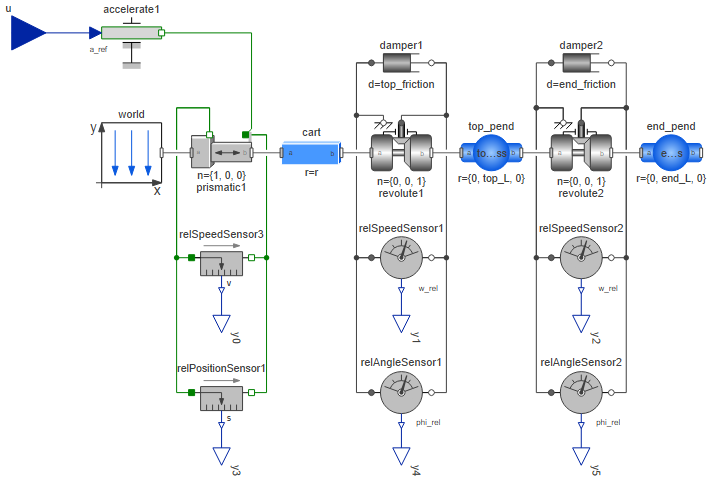 u
accelerate1
a_ref
damper1
d=top_friction
damper2
d=end_friction
world
y
x
a
b
n={1, 0, 0}
prismatic1
cart
a
b
r=r
a
b
n={0, 0, 1}
revolute1
top_pend
a
to...ss
b
r={0, top_L, 0}
a
b
n={0, 0, 1}
revolute2
end_pend
a
e...s
b
r={0, end_L, 0}
relSpeedSensor3
v
y0
relSpeedSensor1
w_rel
y1
relSpeedSensor2
w_rel
y2
relPositionSensor1
s
y3
relAngleSensor1
phi_rel
y4
relAngleSensor2
phi_rel
y5